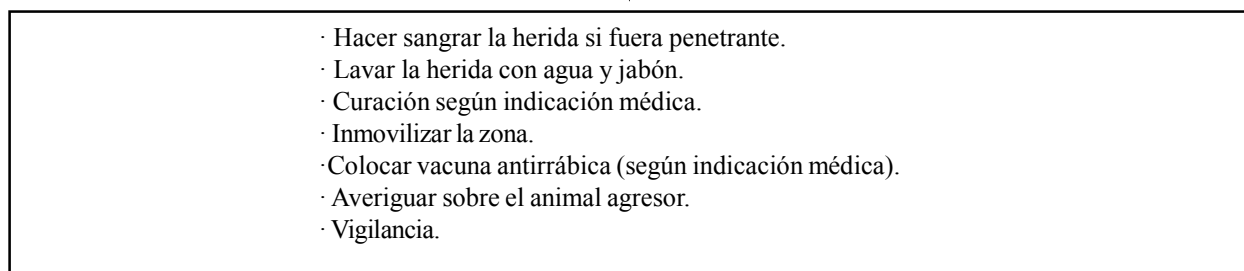 · Hacer sangrar la herida si fuera penetrante.
· Lavar la herida con agua y jabón.
· Curación según indicación médica.
· Inmovilizar la zona.
·Colocar vacuna antirrábica (según indicación médica).
· Averiguar sobre el animal agresor.
· Vigilancia.